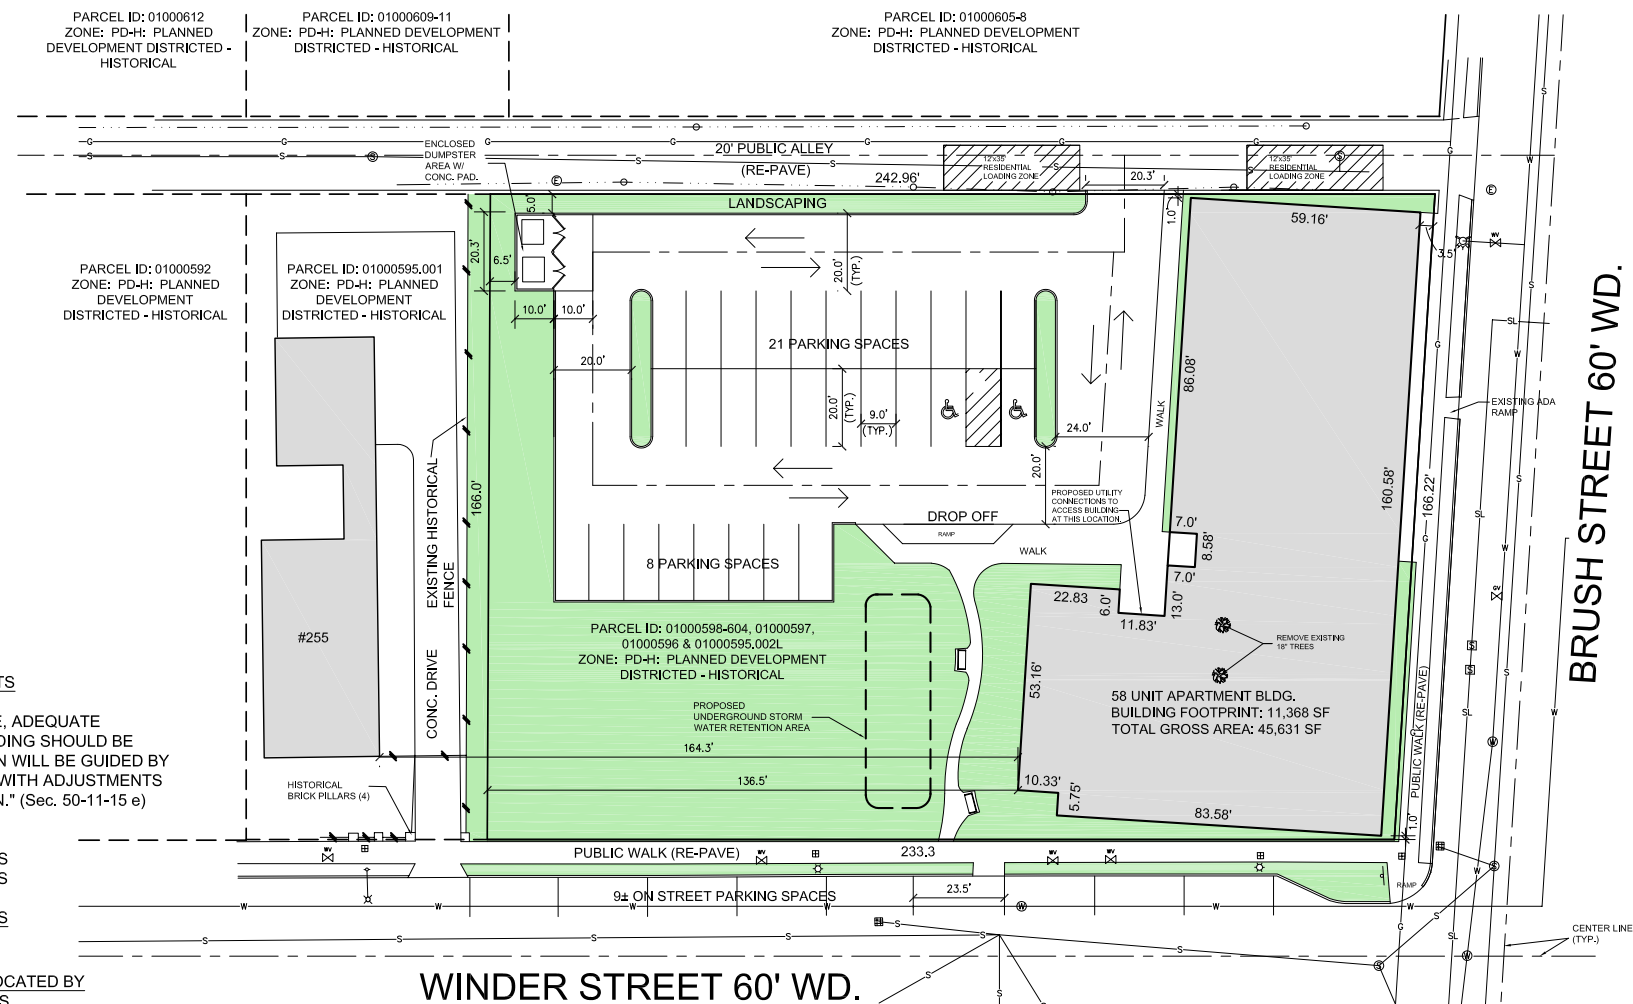 PARCEL ID: 01000612
ZONE: PD-H: PLANNED
DEVELOPMENT DISTRICTED -
HISTORICAL
PARCEL ID: 01000609-11
ZONE: PD-H: PLANNED DEVELOPMENT
DISTRICTED - HISTORICAL
PARCEL ID: 01000605-8
ZONE: PD-H: PLANNED DEVELOPMENT
DISTRICTED - HISTORICAL
ENCLOSED
DUMPSTER
AREA W/
CONC. PAD.
20' PUBLIC ALLEY
(RE-PAVE)
242.96'
12'x35'
RESIDENTIAL
LOADING ZONE
20.3'
12'x35'
RESIDENTIAL
LOADING ZONE
LANDSCAPING
5.0'
1.0'
59.16'
3.5'
20.3'
6.5'
10.0'
10.0'
20.0'
(TYP.)
PARCEL ID: 01000592
ZONE: PD-H: PLANNED
DEVELOPMENT
DISTRICTED - HISTORICAL
PARCEL ID: 01000595.001
ZONE: PD-H: PLANNED
DEVELOPMENT
DISTRICTED - HISTORICAL
21 PARKING SPACES
20.0'
20.0'
(TYP.)
9.0'
(TYP.)
24.0'
20.0'
WALK
86.08'
160.58'
166.22'
EXISTING ADA
RAMP
BRUSH STREET 60' WD.
166.0'
EXISTING HISTORICAL
FENCE
CONC. DRIVE
#255
PROPOSED UTILITY
CONNECTIONS TO
ACCESS BUILDING
AT THIS LOCATION.
DROP OFF
RAMP
WALK
7.0'
8.58'
7.0'
13.0'
8 PARKING SPACES
22.83
6.0'
11.83'
53.16'
PARCEL ID: 01000598-604, 01000597,
01000596 & 01000595.002L
ZONE: PD-H: PLANNED DEVELOPMENT
DISTRICTED - HISTORICAL
REMOVE EXISTING
18" TREES
58 UNIT APARTMENT BLDG.
BUILDING FOOTPRINT: 11,368 SF
TOTAL GROSS AREA: 45,631 SF
PROPOSED
UNDERGROUND STORM
WATER RETENTION AREA
164.3'
136.5'
10.33'
5.75'
83.58'
1.0'
PUBLIC WALK (RE-PAVE)
TS
E, ADEQUATE
DING SHOULD BE
N WILL BE GUIDED BY
WITH ADJUSTMENTS
N." (Sec. 50-11-15 e)
HISTORICAL
BRICK PILLARS (4)
S
S
S
OCATED BY
S
PUBLIC WALK (RE-PAVE)
233.3
9± ON STREET PARKING SPACES
23.5'
RAMP
CENTER LINE
(TYP.)
WINDER STREET 60' WD.